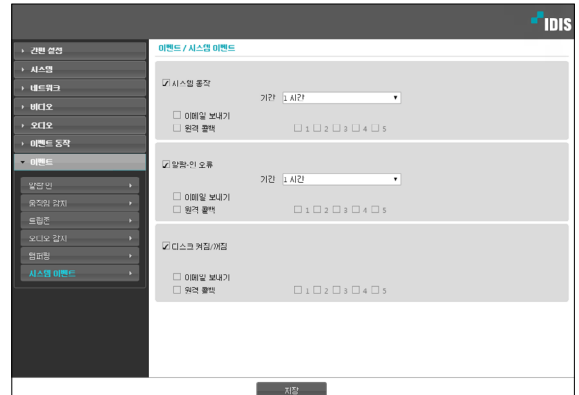 IDIS
간편 설정
시스템
네트워크
비디오
오디오
이벤트 동작
이벤트
알람-인
움직임 감지
트립존
오디오 감지
탬퍼링
시스템 이벤트
이벤트 / 시스템 이벤트
시스템 동작
기간 1 시간
이메일 보내기
원격 콜백 1 2 3 4 5
알람-인 오류
기간 1 시간
이메일 보내기
원격 콜백 1 2 3 4 5
디스크 켜짐/꺼짐
이메일 보내기
원격 콜백 1 2 3 4 5
저장